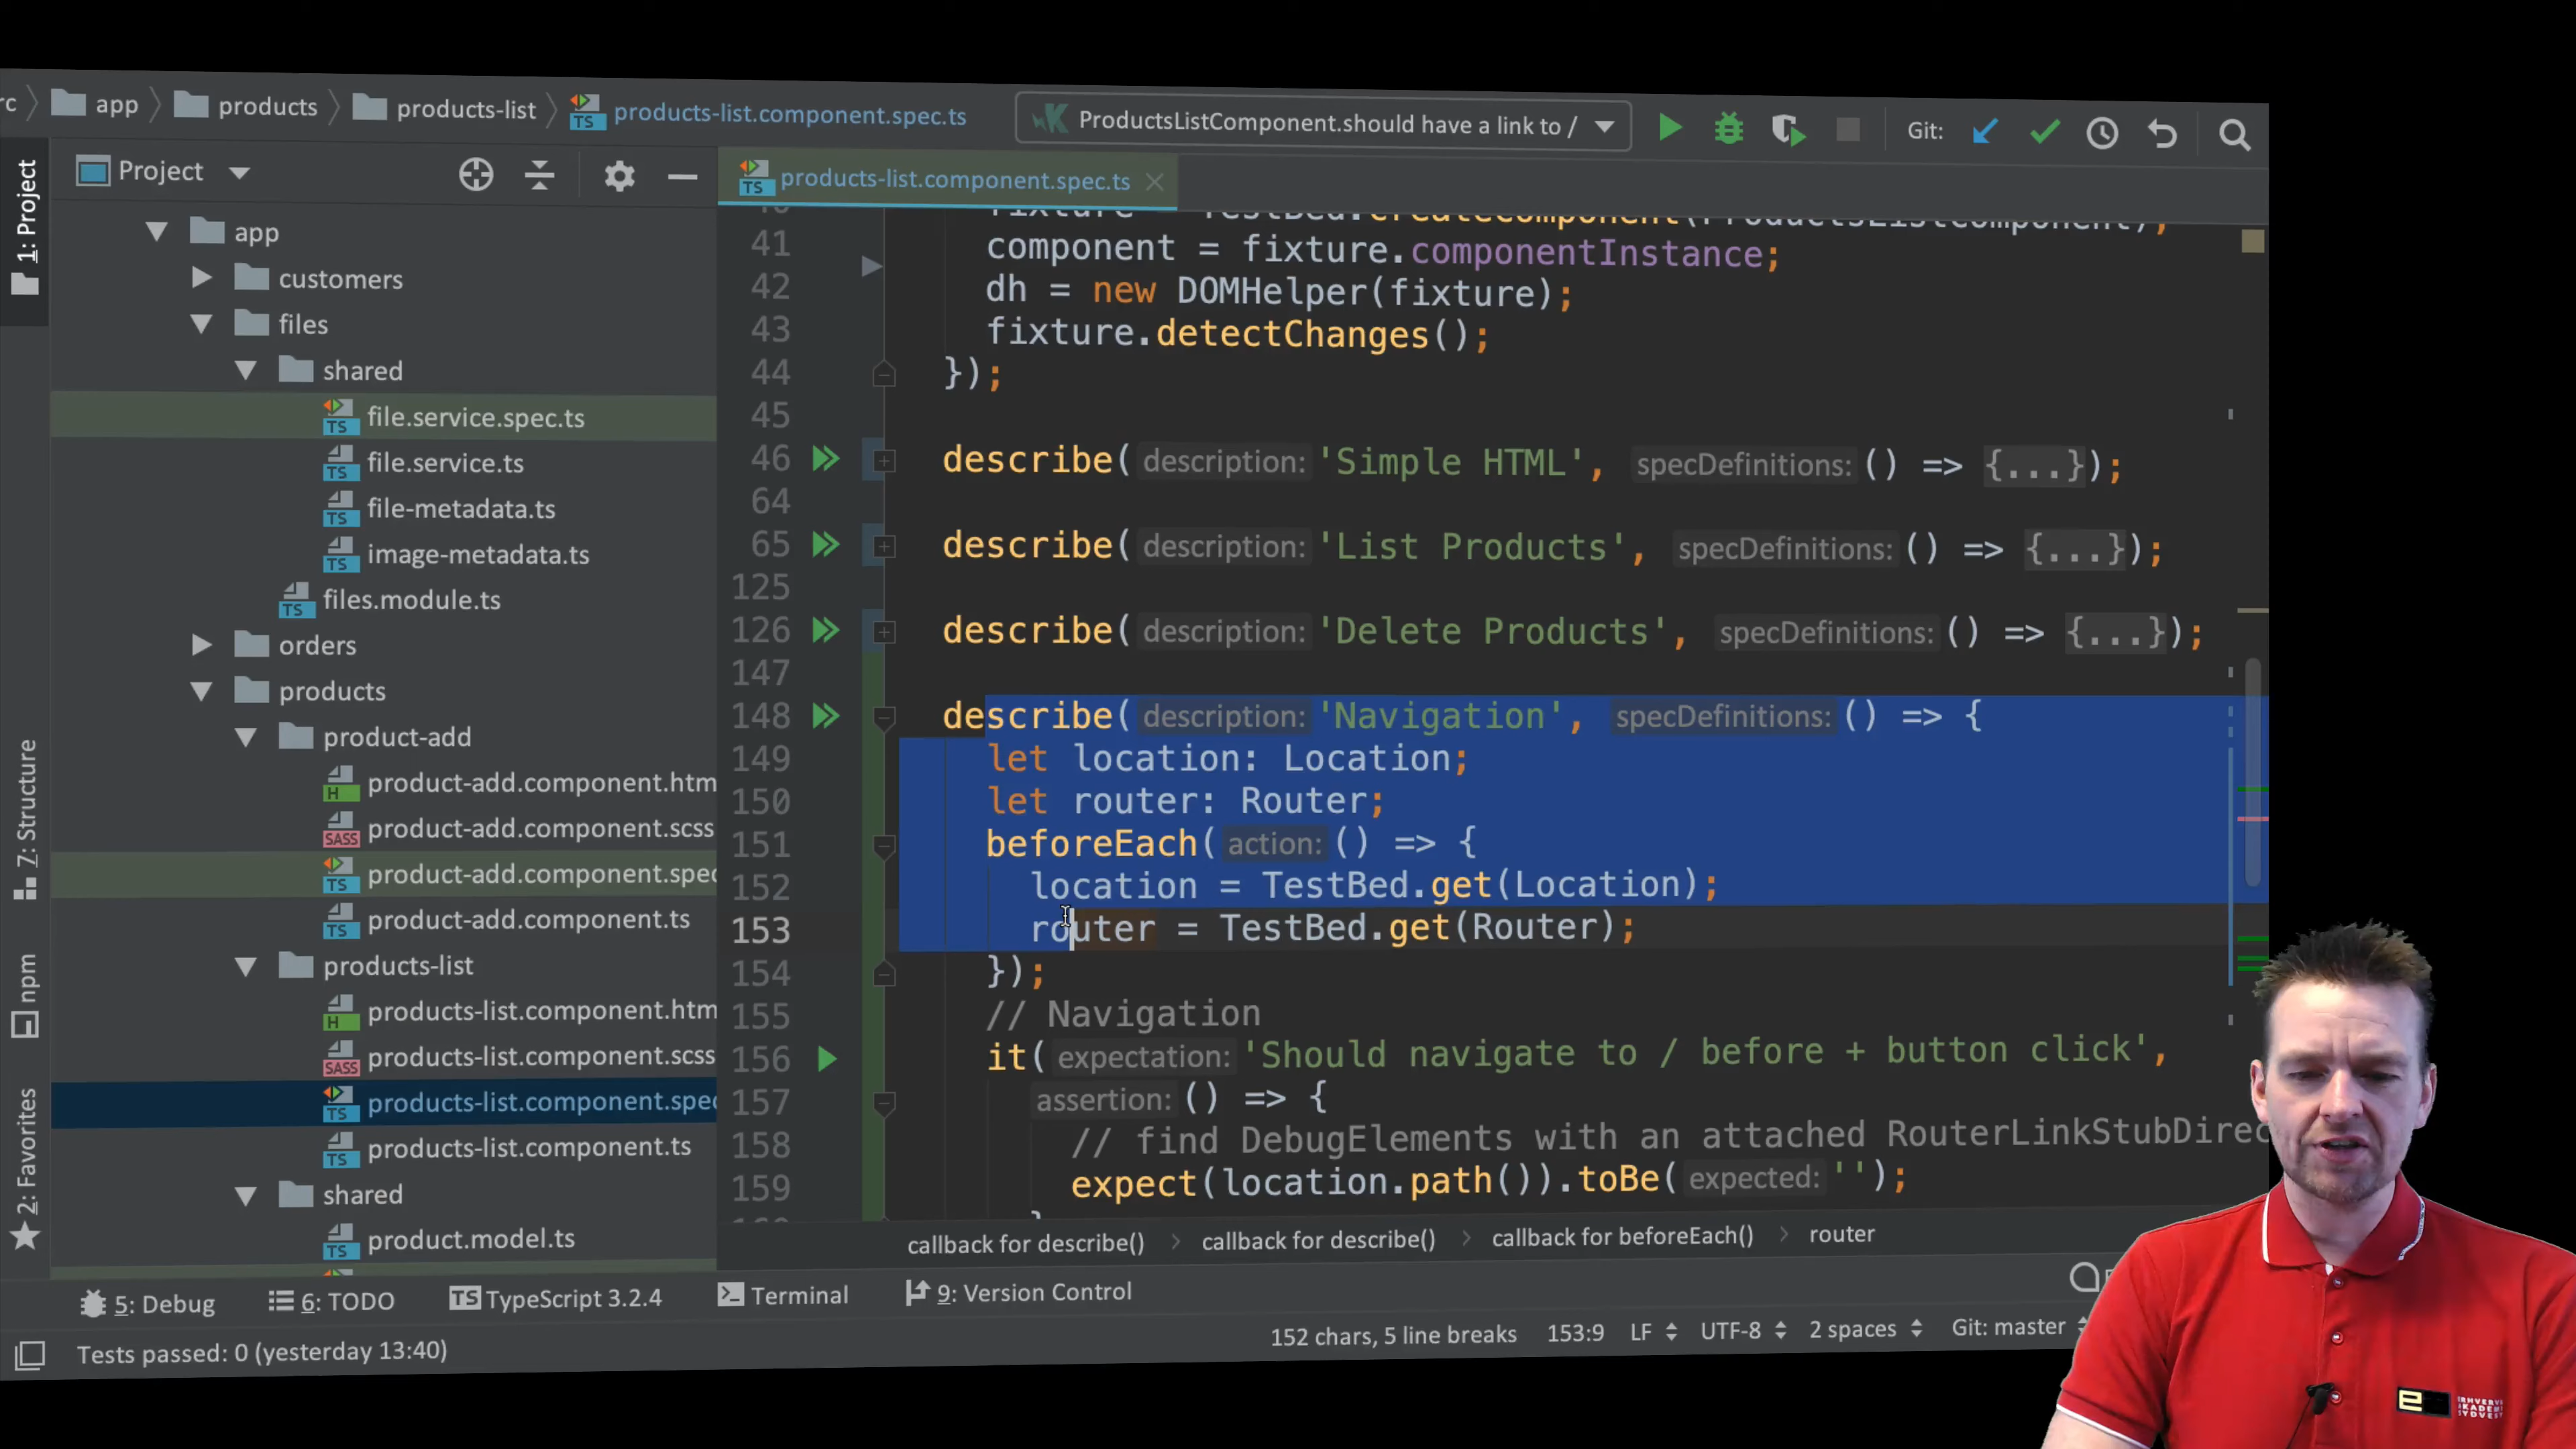 rc app products products-list products-list.component.spec.ts ProductsListComponent.should have a link to / Git:
1: Project
Project
products-list.component.spec.ts
app
customers
files
shared
file.service.spec.ts
file.service.ts
file-metadata.ts
image-metadata.ts
files.module.ts
orders
products
product-add
product-add.component.htm
product-add.component.scss
product-add.component.spec
product-add.component.ts
products-list
products-list.component.htm
products-list.component.scss
products-list.component.spec
products-list.component.ts
shared
product.model.ts
7: Structure
npm
2: Favorites
fixture = TestBed.createComponent(ProductsListComponent);
41 component = fixture.componentInstance;
42 dh = new DOMHelper(fixture);
43 fixture.detectChanges();
44 });
45
46 describe( description: 'Simple HTML', specDefinitions: () => {...});
64
65 describe( description: 'List Products', specDefinitions: () => {...});
125
126 describe( description: 'Delete Products', specDefinitions: () => {...});
147
148 describe( description: 'Navigation', specDefinitions: () => {
149 let location: Location;
150 let router: Router;
151 beforeEach( action: () => {
152 location = TestBed.get(Location);
153 router = TestBed.get(Router);
154 });
155 // Navigation
156 it( expectation: 'Should navigate to / before + button click',
157 assertion: () => {
158 // find DebugElements with an attached RouterLinkStubDirec
159 expect(location.path()).toBe( expected: '');
}
callback for describe() › callback for describe() › callback for beforeEach() › router
5: Debug 6: TODO TypeScript 3.2.4 Terminal 9: Version Control
Tests passed: 0 (yesterday 13:40) 152 chars, 5 line breaks 153:9 LF UTF-8 2 spaces Git: master